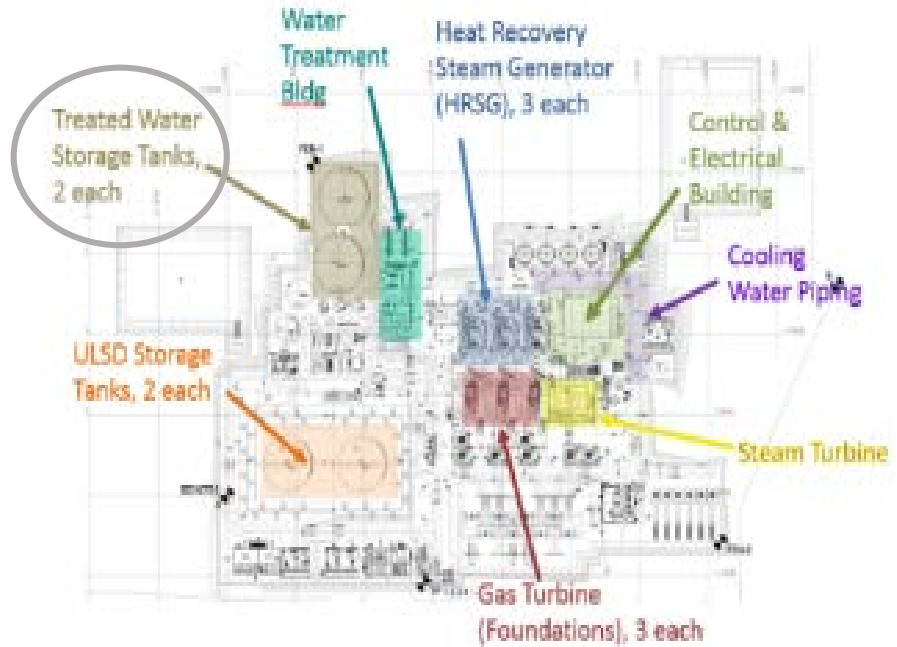 Water
Treatment
Bldg
Heat Recovery
Steam Generator
(HRSG), 3 each
Treated Water
Storage Tanks,
2 each
Control &
Electrical
Building
Cooling
Water Piping
ULSD Storage
Tanks, 2 each
Steam Turbine
Gas Turbine
(Foundations), 3 each